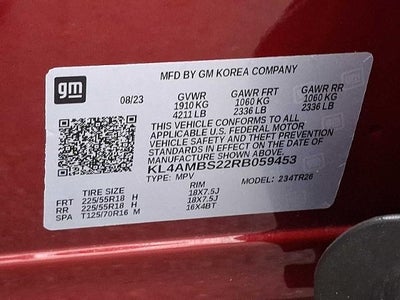 gm
MFD BY GM KOREA COMPANY
08/23 GVWR GAWR FRT GAWR RR
1910 KG 1060 KG 1060 KG
4211 LB 2336 LB 2336 LB
THIS VEHICLE CONFORMS TO ALL
APPLICABLE U.S. FEDERAL MOTOR
VEHICLE SAFETY AND THEFT PREVENTION
STANDARDS IN EFFECT ON THE DATE OF
MANUFACTURE SHOWN ABOVE.
KL4AMBS22RB059453
TYPE: MPV MODEL: 234TR26
TIRE SIZE RIM
FRT 225/55R18 H 18X7.5J
RR 225/55R18 H 18X7.5J
SPA T125/70R16 M 16X4BT